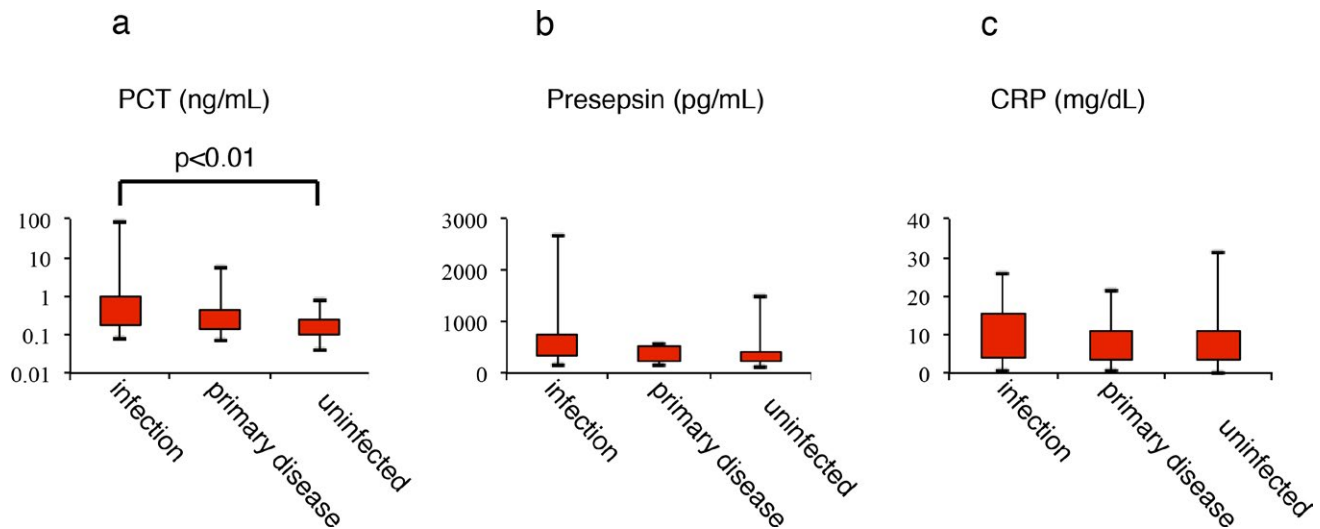 a
PCT (ng/mL)
p<0.01
100
10
1
0.1
0.01
infection
primary disease
uninfected
b
Presepsin (pg/mL)
3000
2000
1000
0
infection
primary disease
uninfected
c
CRP (mg/dL)
40
30
20
10
0
infection
primary disease
uninfected